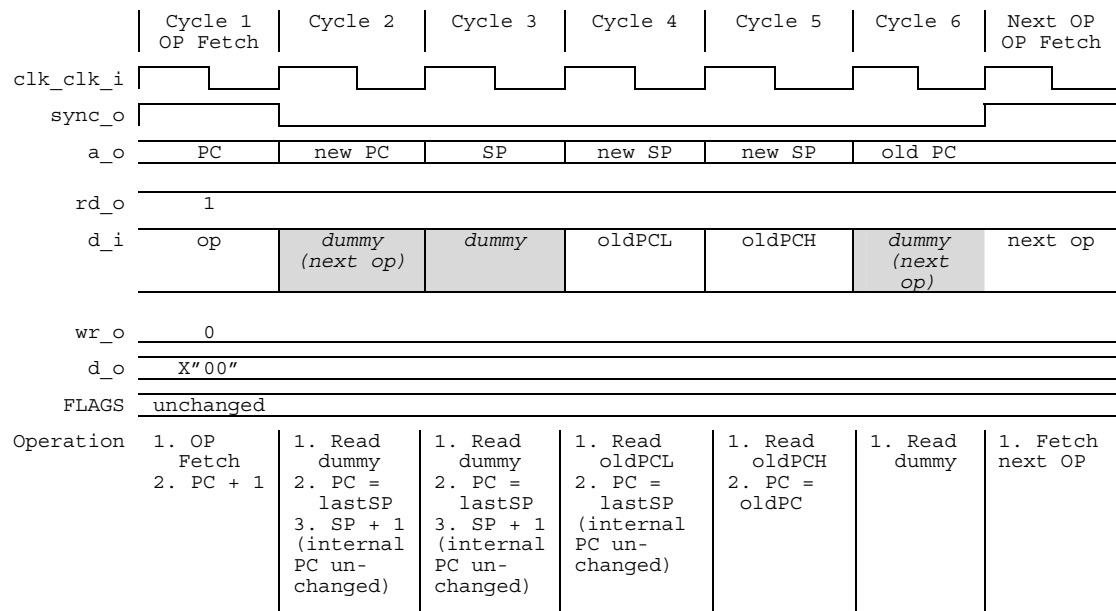 Cycle 1 Cycle 2 Cycle 3 Cycle 4 Cycle 5 Cycle 6 Next OP
OP Fetch OP Fetch
clk_clk_i
sync_o
a_o PC new PC SP new SP new SP old PC
rd_o 1
d_i op dummy dummy oldPCL oldPCH dummy next op
(next op) (next
op)
wr_o 0
d_o X"00"
FLAGS unchanged
Operation 1. OP 1. Read 1. Read 1. Read 1. Read 1. Read 1. Fetch
Fetch dummy dummy oldPCL oldPCH dummy next OP
2. PC + 1 2. PC = 2. PC = 2. PC = 2. PC =
lastSP lastSP lastSP oldPC
3. SP + 1 3. SP + 1 (internal
(internal (internal PC un-
PC un- PC un- changed)
changed) changed)